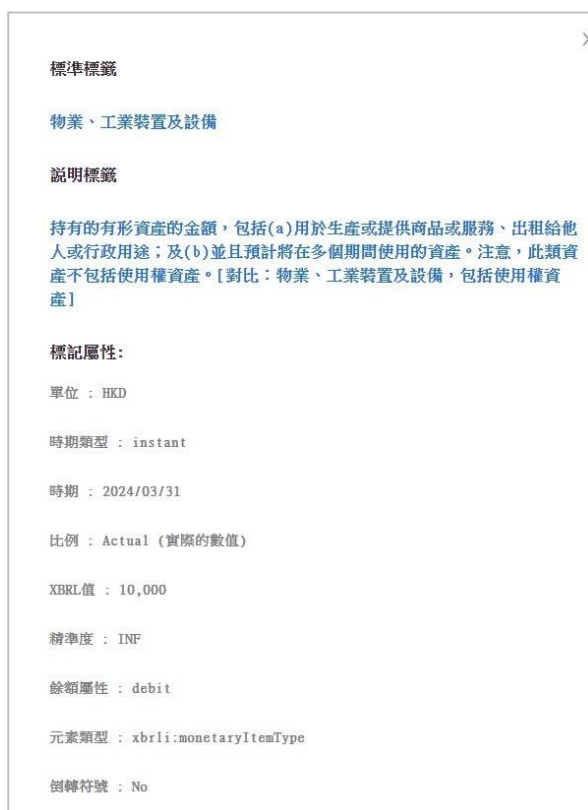 X
標準標籤
物業、工業裝置及設備
説明標籤
持有的有形資產的金額,包括(a)用於生產或提供商品或服務、出租給他
人或行政用途;及(b)並且預計將在多個期間使用的資產。注意,此類資
產不包括使用權資產。[對比:物業、工業裝置及設備,包括使用權資
產]
標記屬性:
單位 : HKD
時期類型 : instant
時期 : 2024/03/31
比例 : Actual (實際的數值)
XBRL值 : 10,000
精準度 : INF
餘額屬性 : debit
元素類型 : xbrli:monetaryItemType
倒轉符號 : No